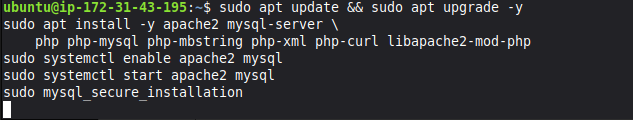 ubuntu@ip-172-31-43-195:~$ sudo apt update && sudo apt upgrade -y
sudo apt install -y apache2 mysql-server \
    php php-mysql php-mbstring php-xml php-curl libapache2-mod-php
sudo systemctl enable apache2 mysql
sudo systemctl start apache2 mysql
sudo mysql_secure_installation